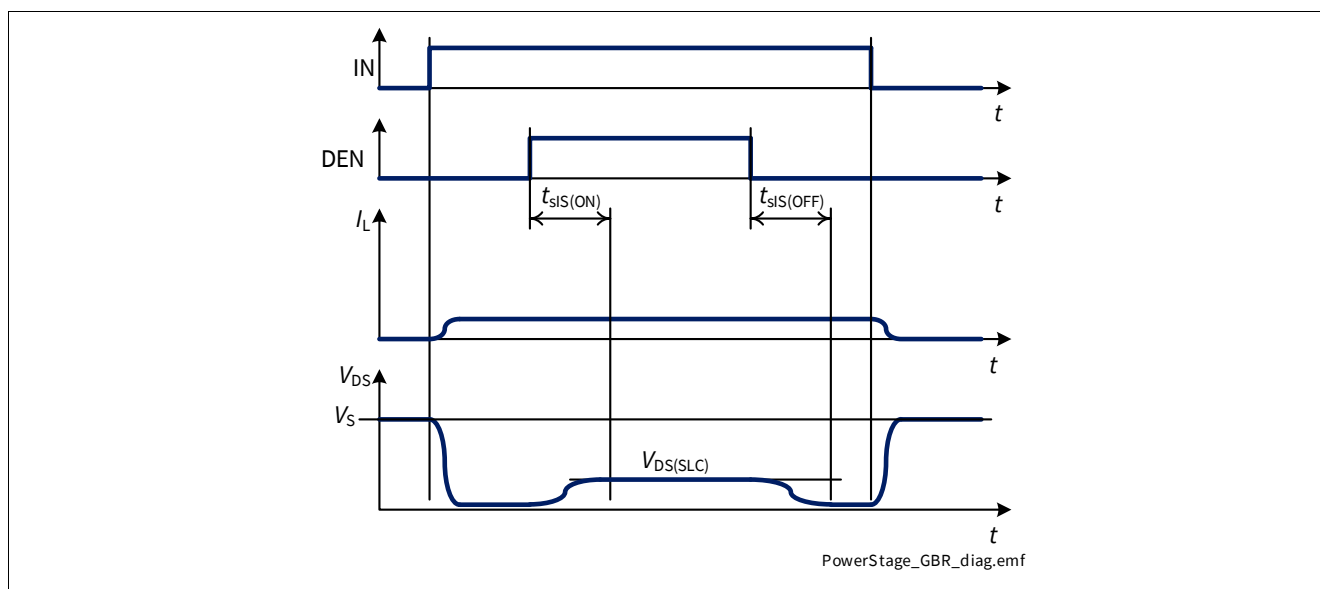 IN
t
DEN
t
tsIS(ON)
tsIS(OFF)
IL
t
VDS
VS
VDS(SLC)
t
PowerStage_GBR_diag.emf